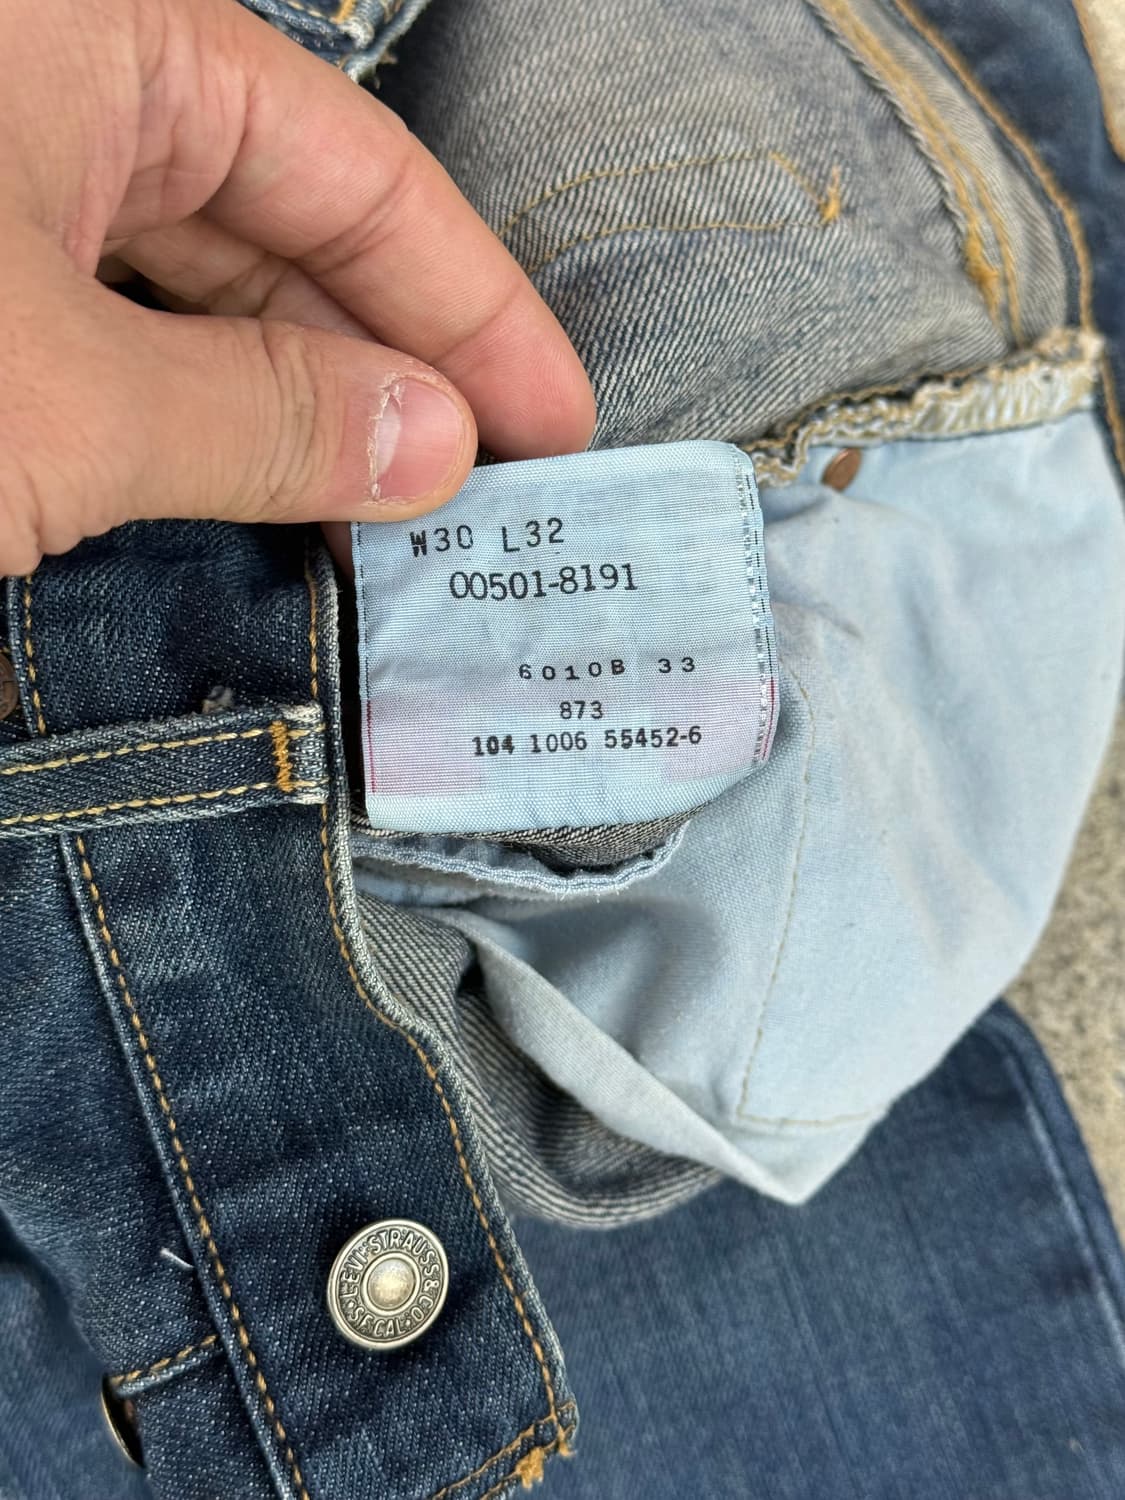 W30 L32
00501-8191
6010B 33
873
104 1006 55452-6
LEVI STRAUSS & CO.
S.F.CAL.